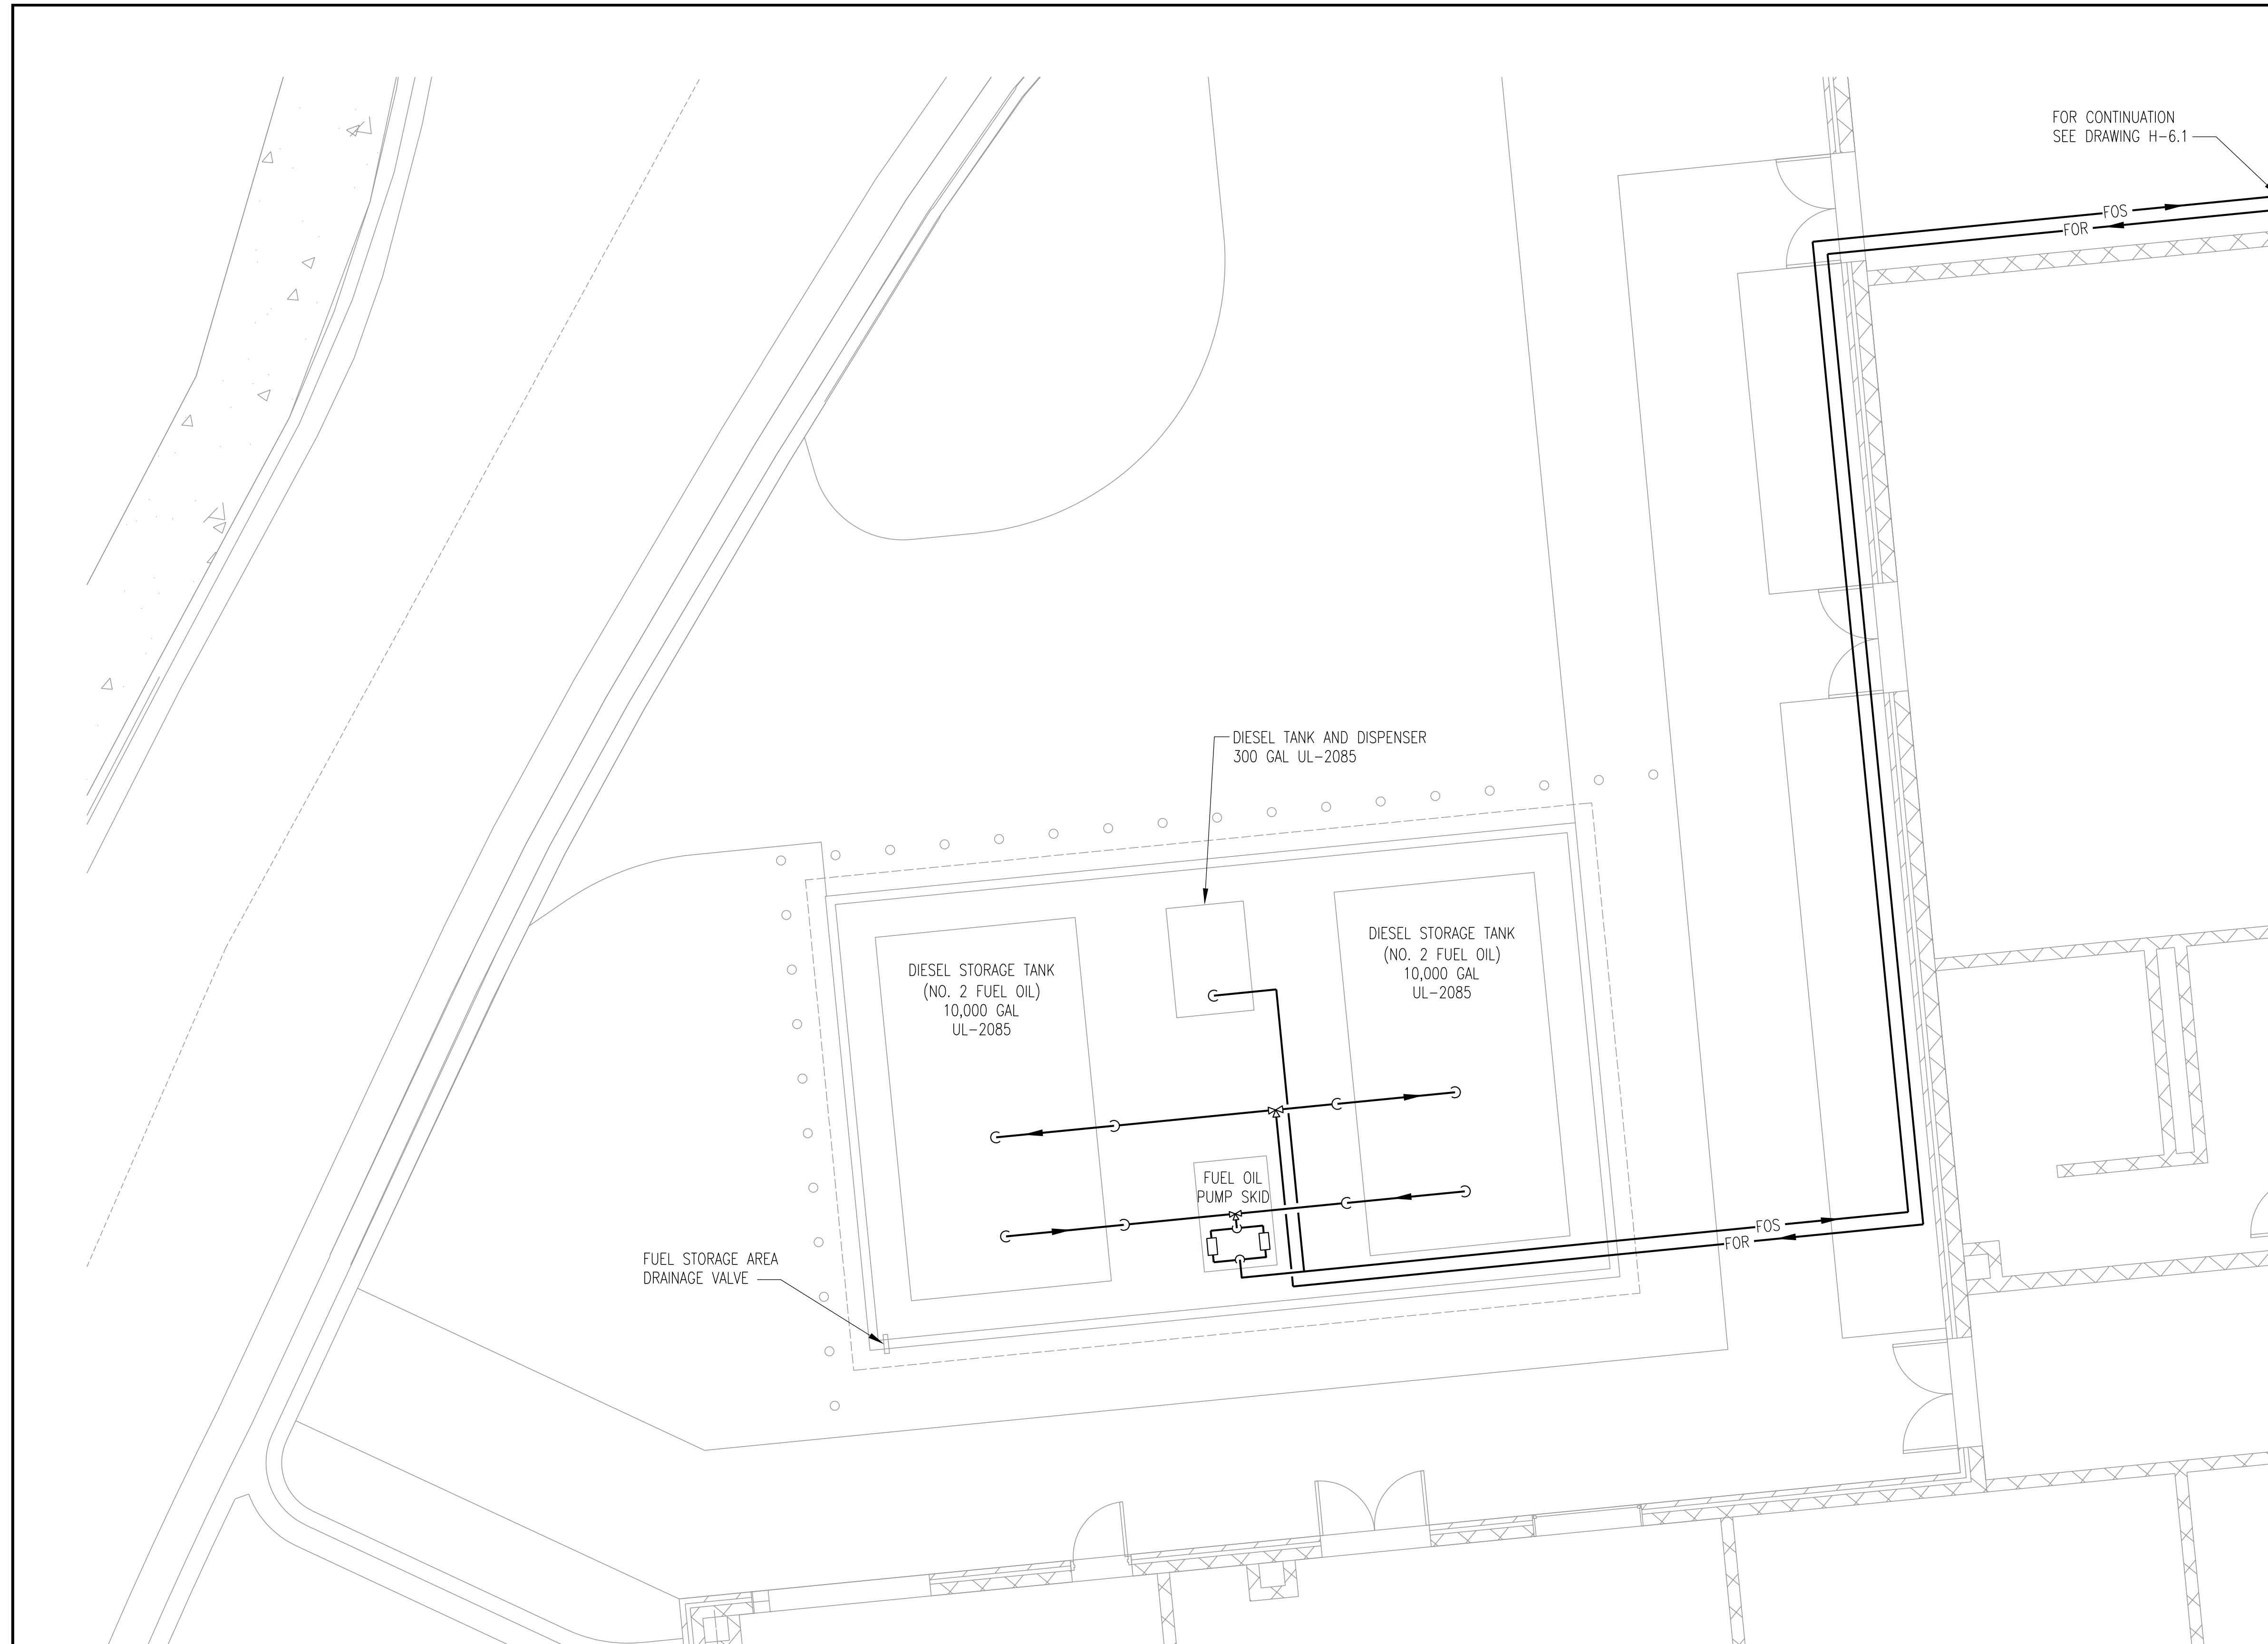 FOR CONTINUATION
SEE DRAWING H-6.1
FOS
FOR
DIESEL TANK AND DISPENSER
300 GAL UL-2085
DIESEL STORAGE TANK
(NO. 2 FUEL OIL)
10,000 GAL
UL-2085
DIESEL STORAGE TANK
(NO. 2 FUEL OIL)
10,000 GAL
UL-2085
FUEL OIL
PUMP SKID
FOS
FOR
FUEL STORAGE AREA
DRAINAGE VALVE